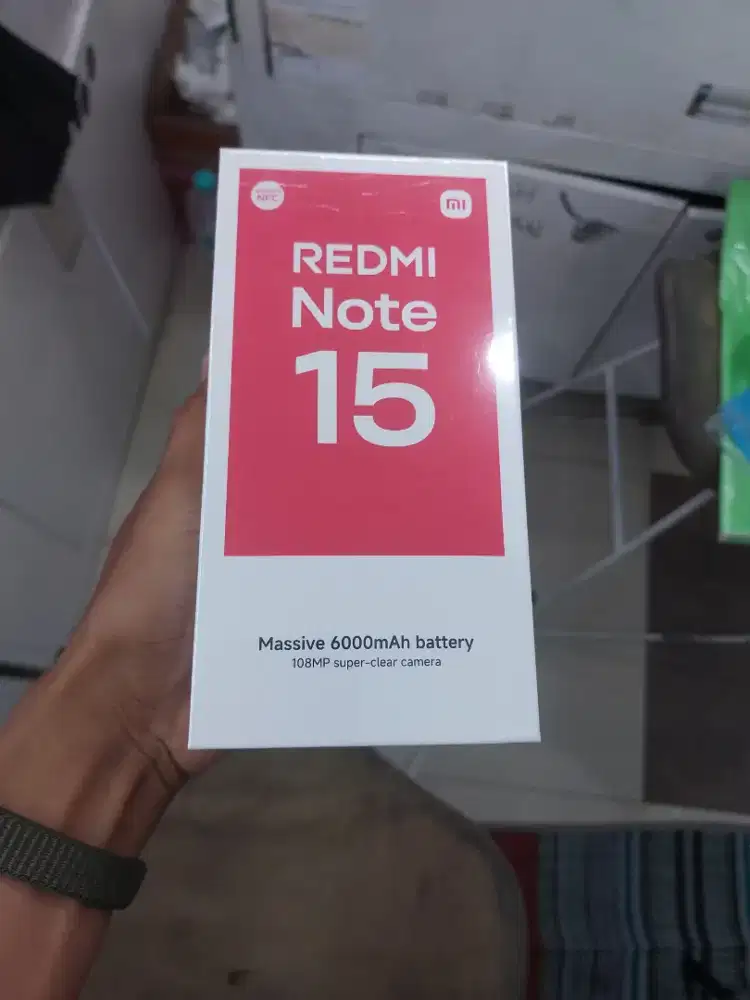 NFC
mi
REDMI
Note
15
Massive 6000mAh battery
108MP super-clear camera